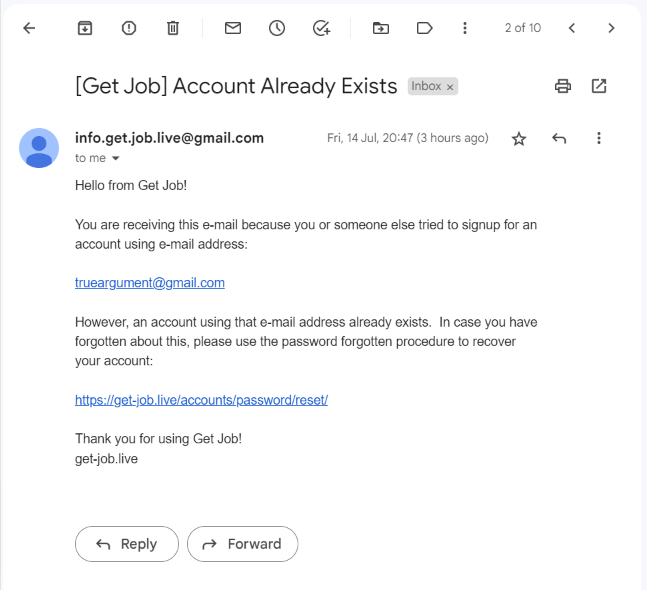 2 of 10
[Get Job] Account Already Exists
Inbox ×
info.get.job.live@gmail.com
Fri, 14 Jul, 20:47 (3 hours ago)
to me
Hello from Get Job!
You are receiving this e-mail because you or someone else tried to signup for an
account using e-mail address:
trueargument@gmail.com
However, an account using that e-mail address already exists.  In case you have
forgotten about this, please use the password forgotten procedure to recover
your account:
https://get-job.live/accounts/password/reset/
Thank you for using Get Job!
get-job.live
Reply
Forward